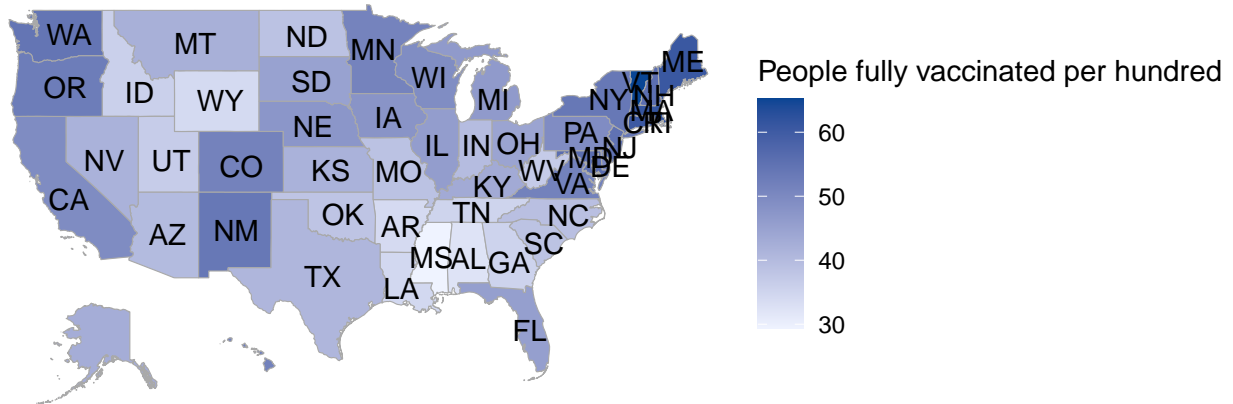 WA
MT
ND
MN
ME
OR
ID
SD
WI
VT
NH
WY
MI
NY
MA
NE
IA
CT
RI
PA
NJ
NV
UT
CO
IL
IN
OH
MD
DE
KS
MO
WV
VA
KY
CA
AZ
NM
OK
TN
NC
AR
SC
TX
MS
AL
GA
LA
FL
People fully vaccinated per hundred
60
50
40
30